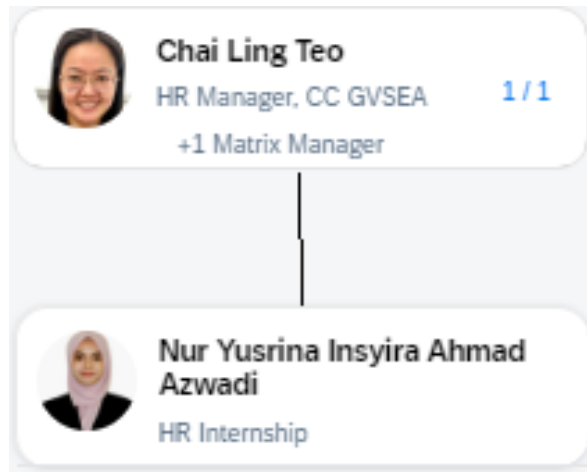 Chai Ling Teo
HR Manager, CC GVSEA
1 / 1
+1 Matrix Manager
Nur Yusrina Insyira Ahmad
Azwadi
HR Internship